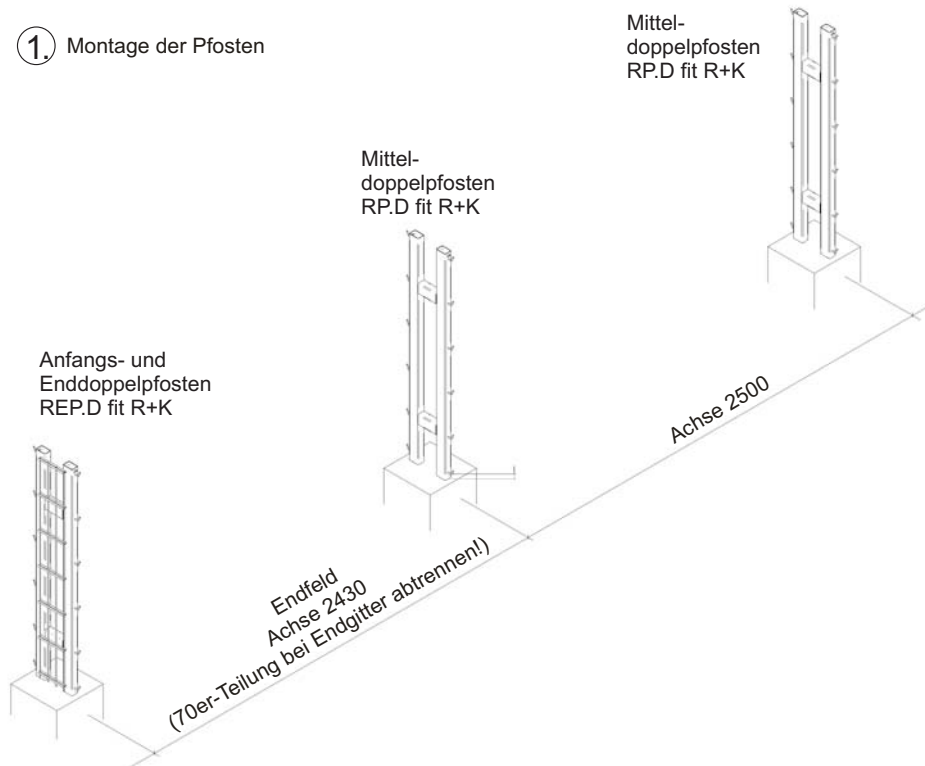 1. Montage der Pfosten
Mittel-
doppelpfosten
RP.D fit R+K
Mittel-
doppelpfosten
RP.D fit R+K
Anfangs- und
Enddoppelpfosten
REP.D fit R+K
Achse 2500
Endfeld
Achse 2430
(70er-Teilung bei Endgitter abtrennen!)